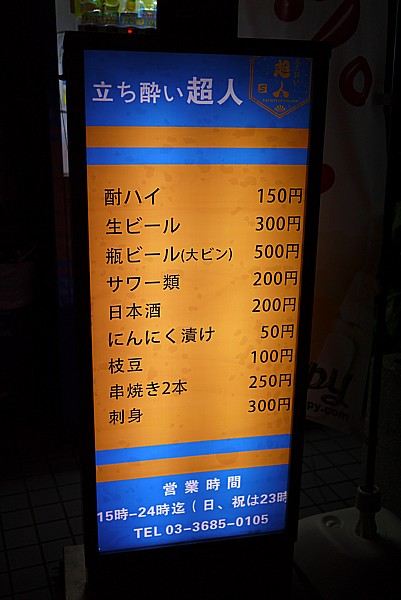 立ち酔い 超人
超
人
酎ハイ 150円
生ビール 300円
瓶ビール(大ビン) 500円
サワー類 200円
日本酒 200円
にんにく漬け 50円
枝豆 100円
串焼き2本 250円
刺身 300円
営業時間
15時-24時迄（日、祝は23時
TEL 03-3685-0105